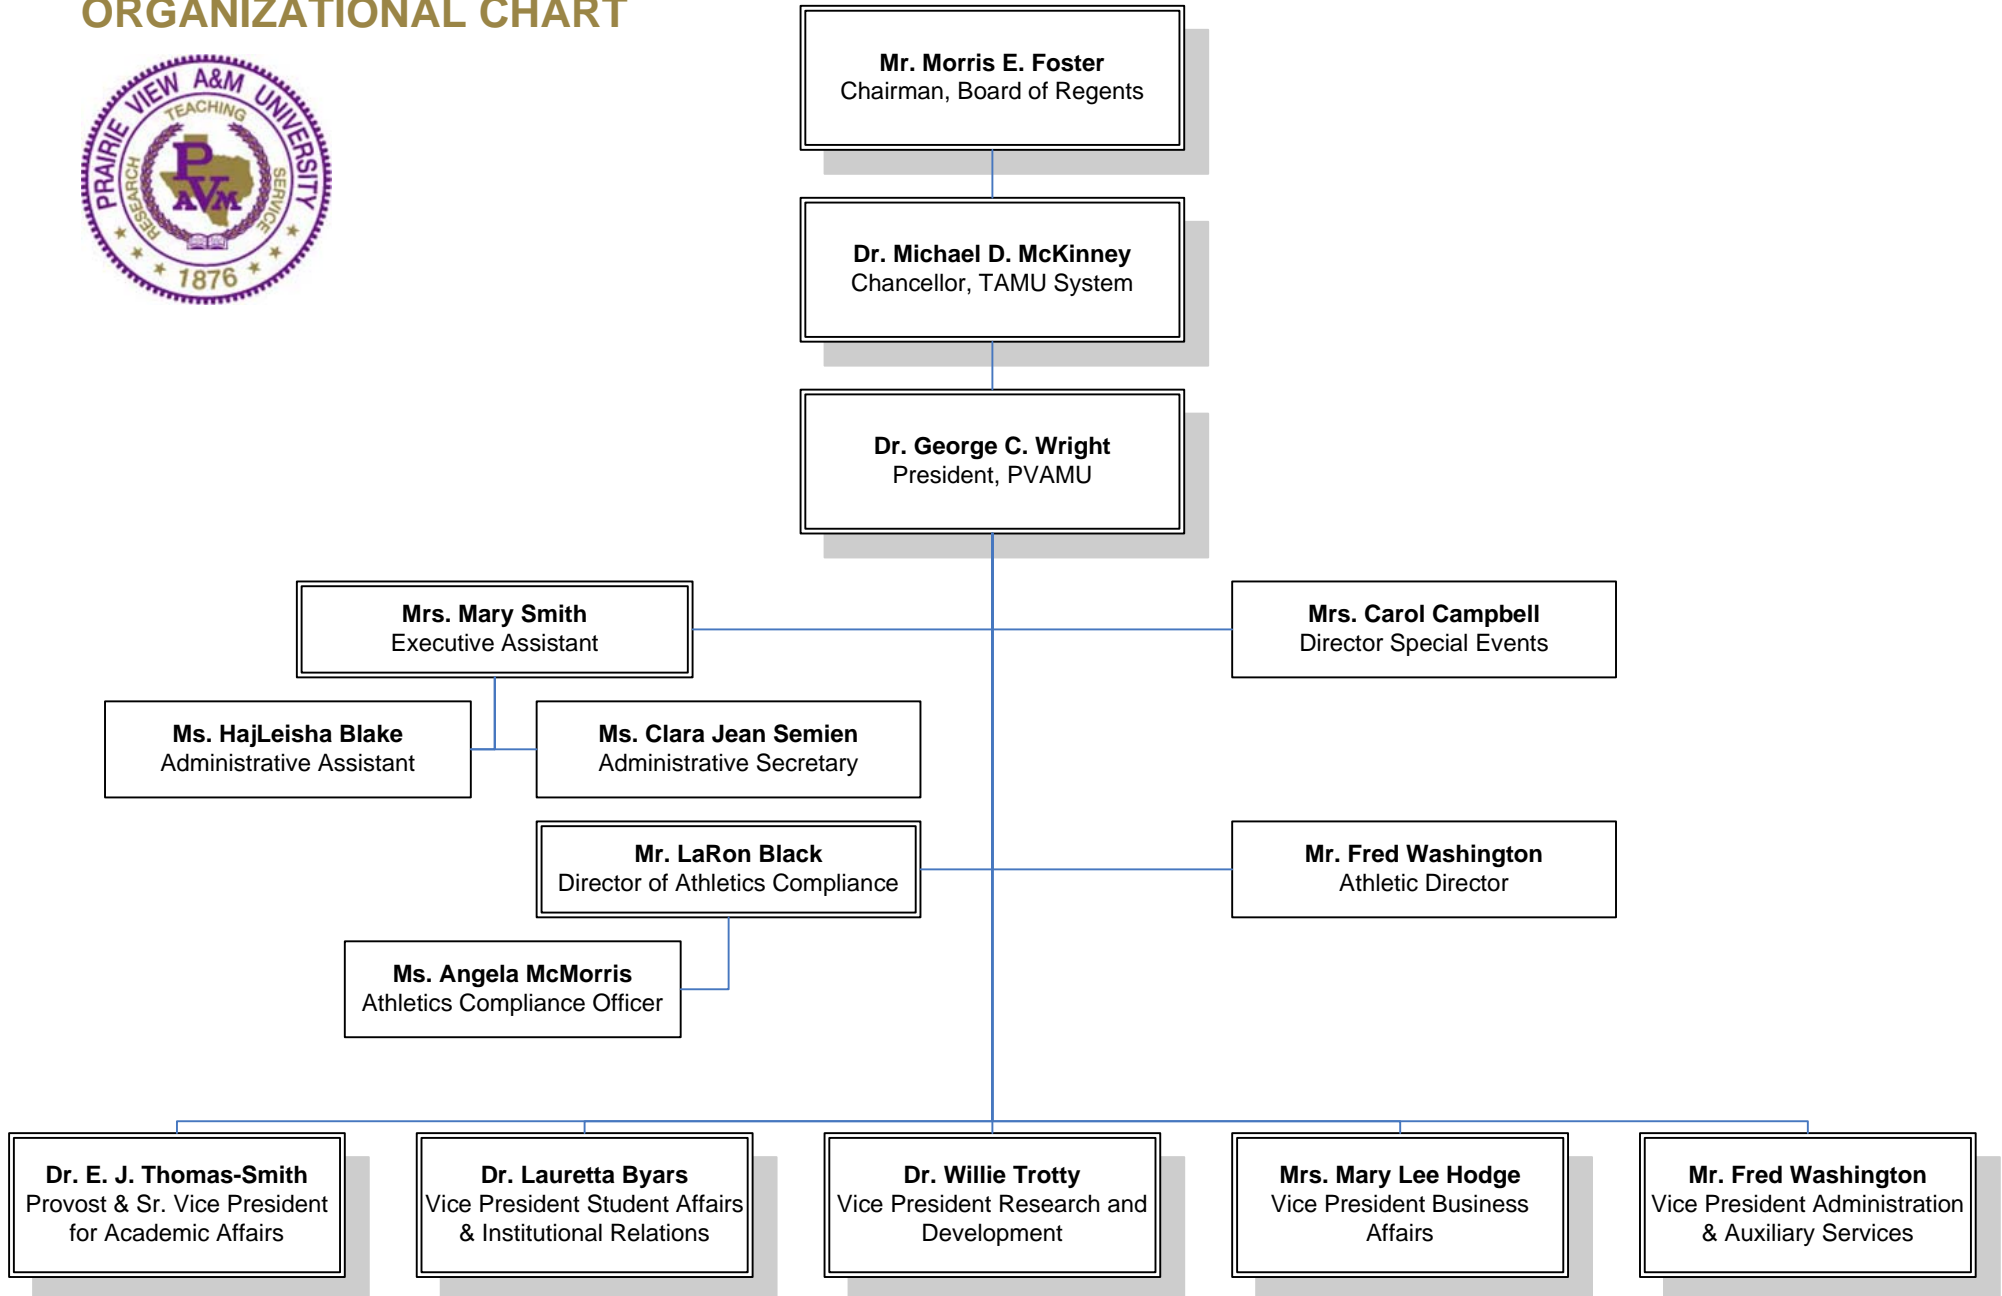 ORGANIZATIONAL CHART
PRAIRIE VIEW A&M UNIVERSITY
TEACHING
RESEARCH
SERVICE
P
AVM
1876
Mr. Morris E. Foster
Chairman, Board of Regents
Dr. Michael D. McKinney
Chancellor, TAMU System
Dr. George C. Wright
President, PVAMU
Mrs. Mary Smith
Executive Assistant
Mrs. Carol Campbell
Director Special Events
Ms. HajLeisha Blake
Administrative Assistant
Ms. Clara Jean Semien
Administrative Secretary
Mr. LaRon Black
Director of Athletics Compliance
Mr. Fred Washington
Athletic Director
Ms. Angela McMorris
Athletics Compliance Officer
Dr. E. J. Thomas-Smith
Provost & Sr. Vice President
for Academic Affairs
Dr. Lauretta Byars
Vice President Student Affairs
& Institutional Relations
Dr. Willie Trotty
Vice President Research and
Development
Mrs. Mary Lee Hodge
Vice President Business
Affairs
Mr. Fred Washington
Vice President Administration
& Auxiliary Services